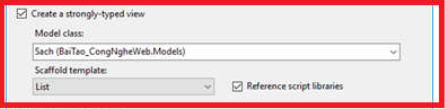 Create a strongly-typed view
Model class:
Sach (BaiTao_CongNgheWeb.Models)
Scaffold template:
List
Reference script libraries